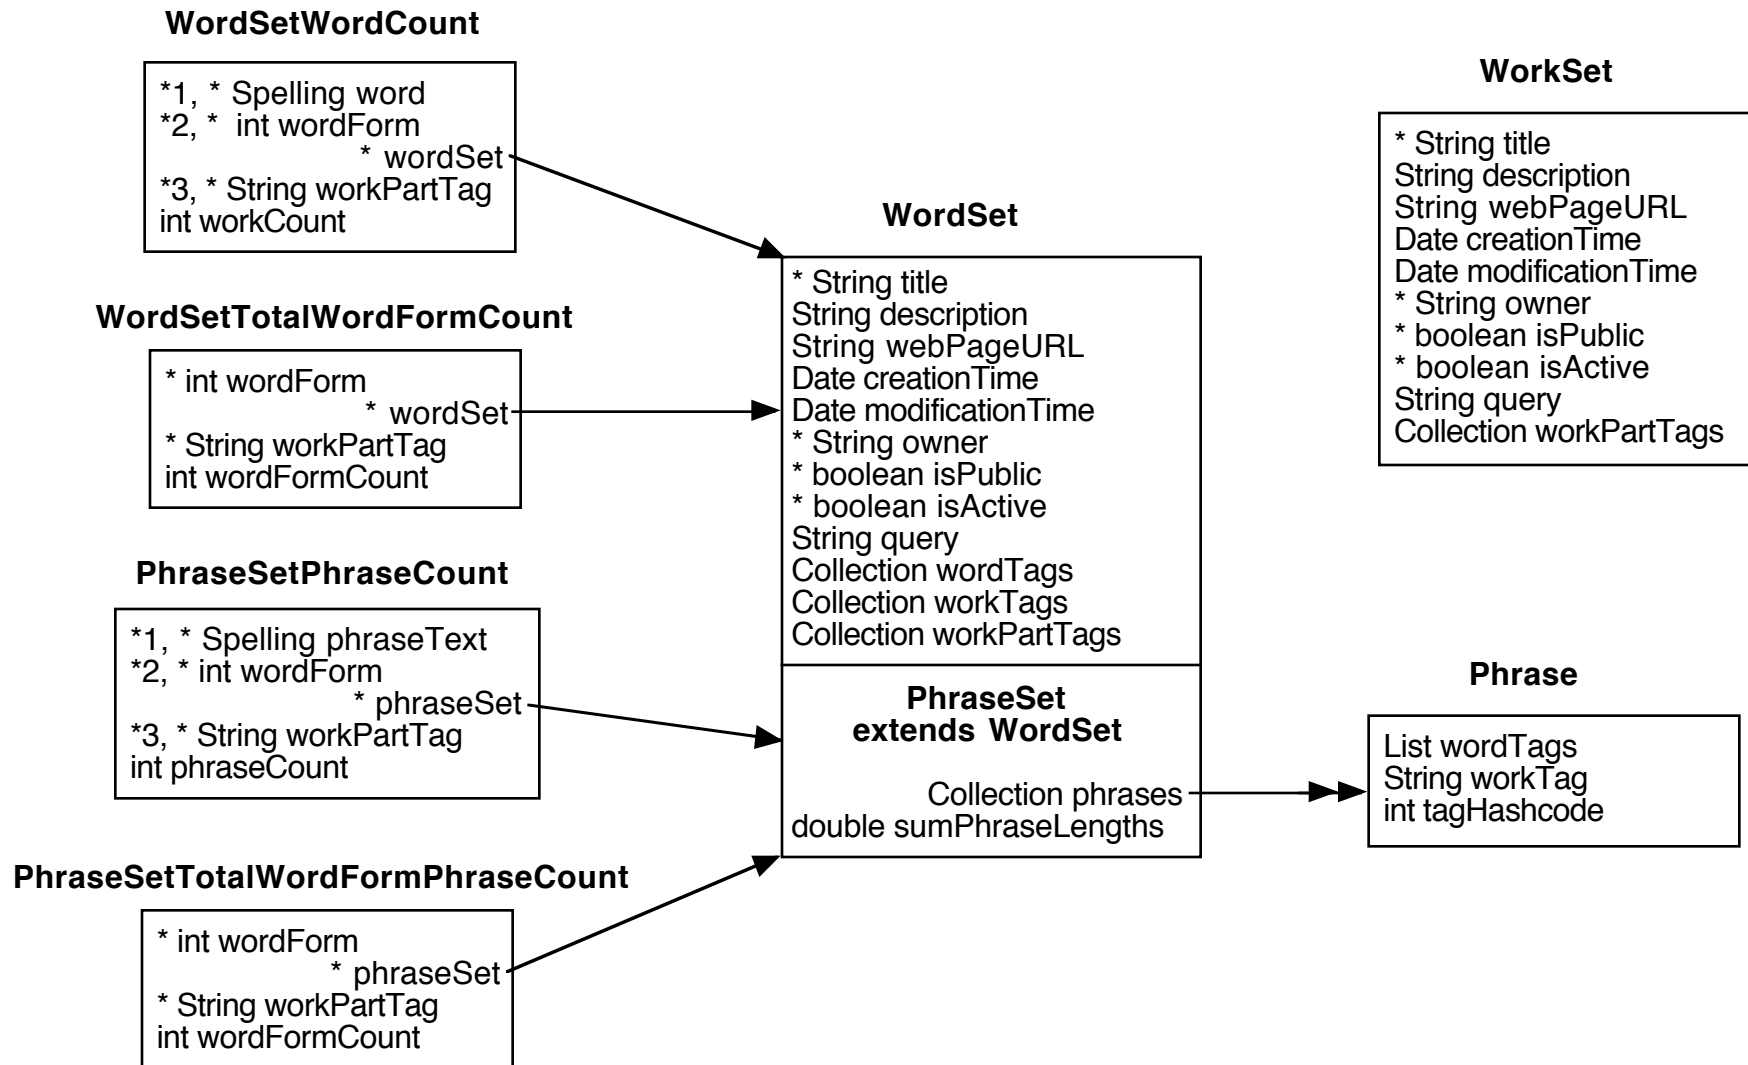 WordSetWordCount
*1, * Spelling word
*2, *  int wordForm
* wordSet
*3, * String workPartTag
int workCount
WordSetTotalWordFormCount
* int wordForm
* wordSet
* String workPartTag
int wordFormCount
PhraseSetPhraseCount
*1, * Spelling phraseText
*2, * int wordForm
* phraseSet
*3, * String workPartTag
int phraseCount
PhraseSetTotalWordFormPhraseCount
* int wordForm
* phraseSet
* String workPartTag
int wordFormCount
WordSet
* String title
String description
String webPageURL
Date creationTime
Date modificationTime
* String owner
* boolean isPublic
* boolean isActive
String query
Collection wordTags
Collection workTags
Collection workPartTags
PhraseSet
extends WordSet
Collection phrases
double sumPhraseLengths
WorkSet
* String title
String description
String webPageURL
Date creationTime
Date modificationTime
* String owner
* boolean isPublic
* boolean isActive
String query
Collection workPartTags
Phrase
List wordTags
String workTag
int tagHashcode